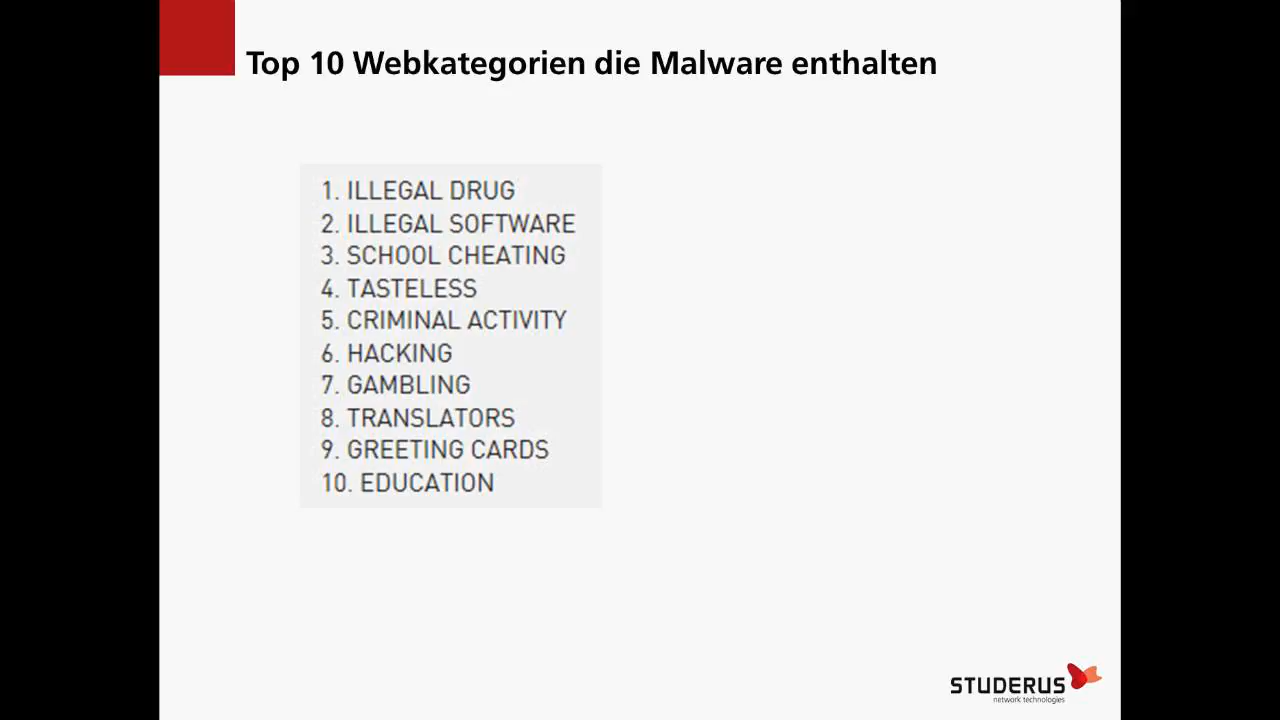 Top 10 Webkategorien die Malware enthalten
1. ILLEGAL DRUG
2. ILLEGAL SOFTWARE
3. SCHOOL CHEATING
4. TASTELESS
5. CRIMINAL ACTIVITY
6. HACKING
7. GAMBLING
8. TRANSLATORS
9. GREETING CARDS
10. EDUCATION
STUDERUS
network technologies